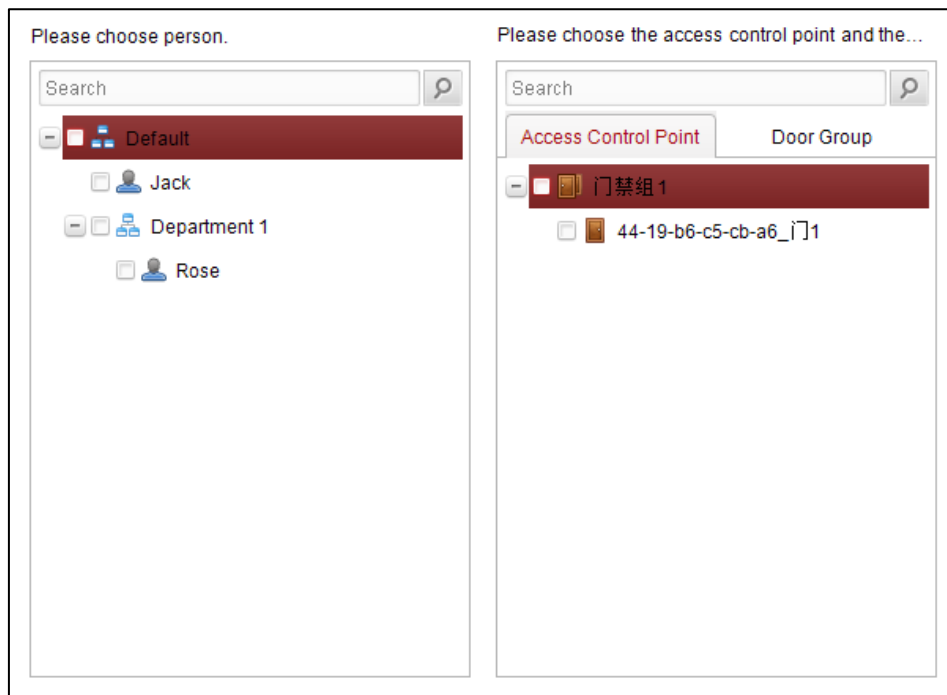 Please choose person.
Search
Default
Jack
Department 1
Rose
Please choose the access control point and the...
Search
Access Control Point
Door Group
门禁组1
44-19-b6-c5-cb-a6_门1